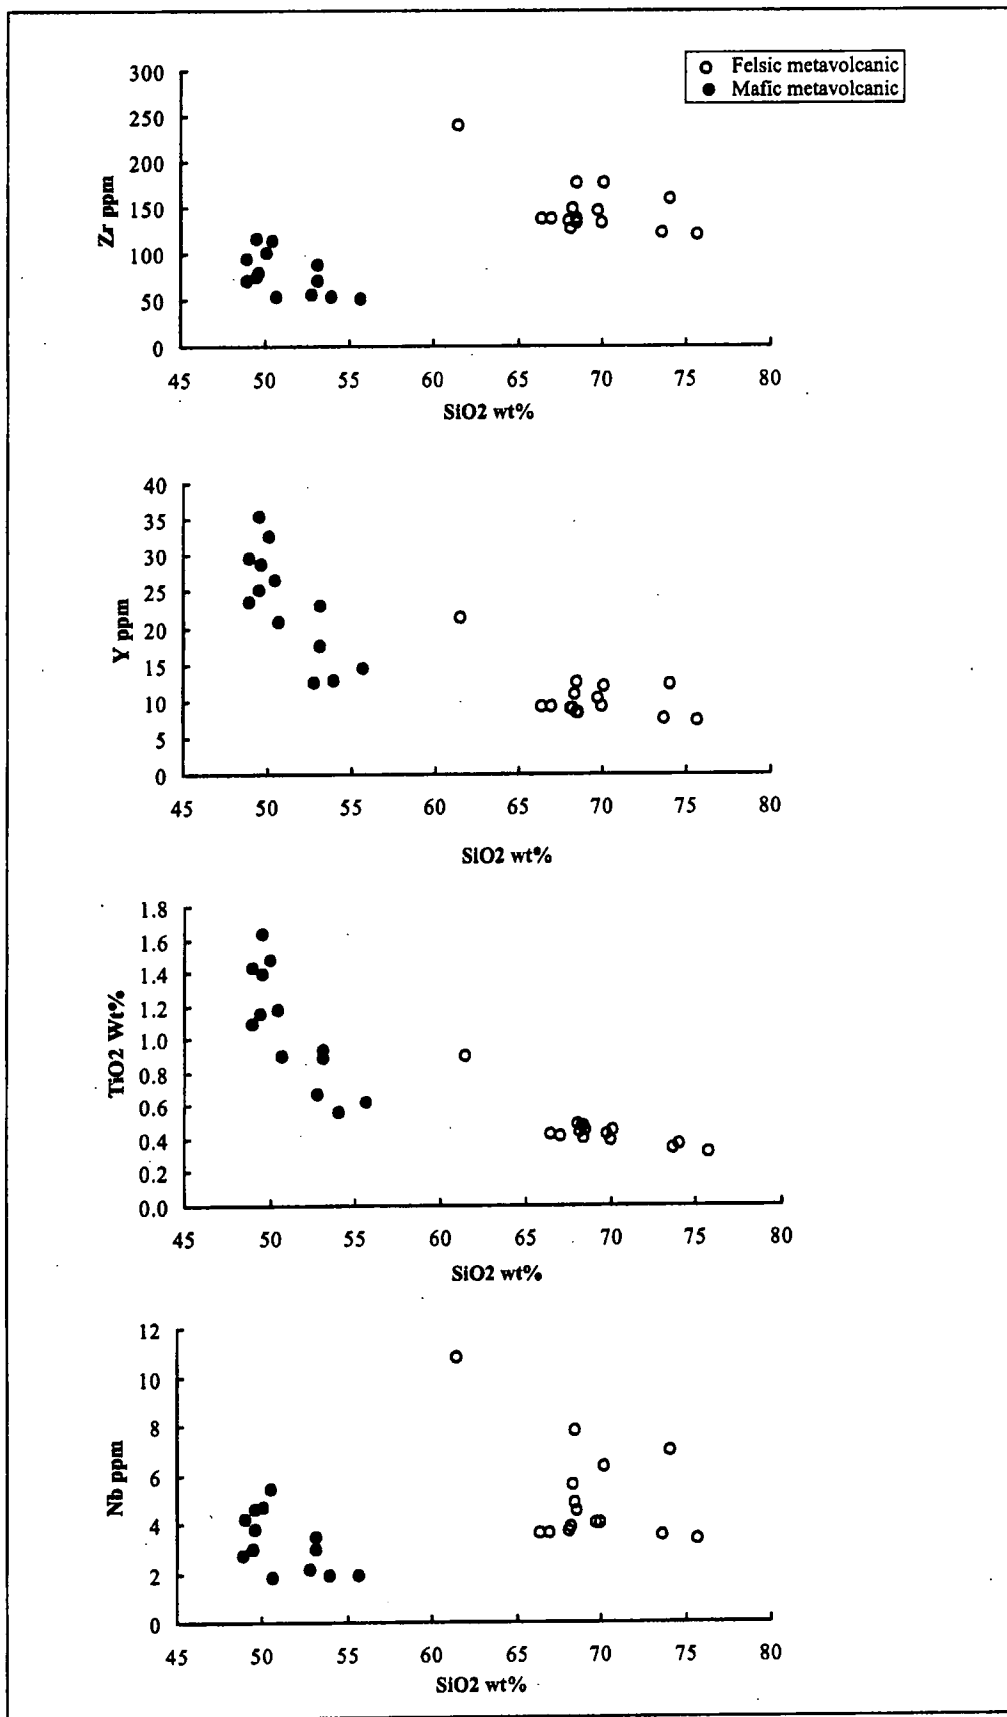 Felsic metavolcanic
Mafic metavolcanic
300
250
200
150
100
50
0
Zr ppm
45 50 55 60 65 70 75 80
SiO2 wt%
40
35
30
25
20
15
10
5
0
Y ppm
45 50 55 60 65 70 75 80
SiO2 wt%
1.8
1.6
1.4
1.2
1.0
0.8
0.6
0.4
0.2
0.0
TiO2 Wt%
45 50 55 60 65 70 75 80
SiO2 wt%
12
10
8
6
4
2
0
Nb ppm
45 50 55 60 65 70 75 80
SiO2 wt%